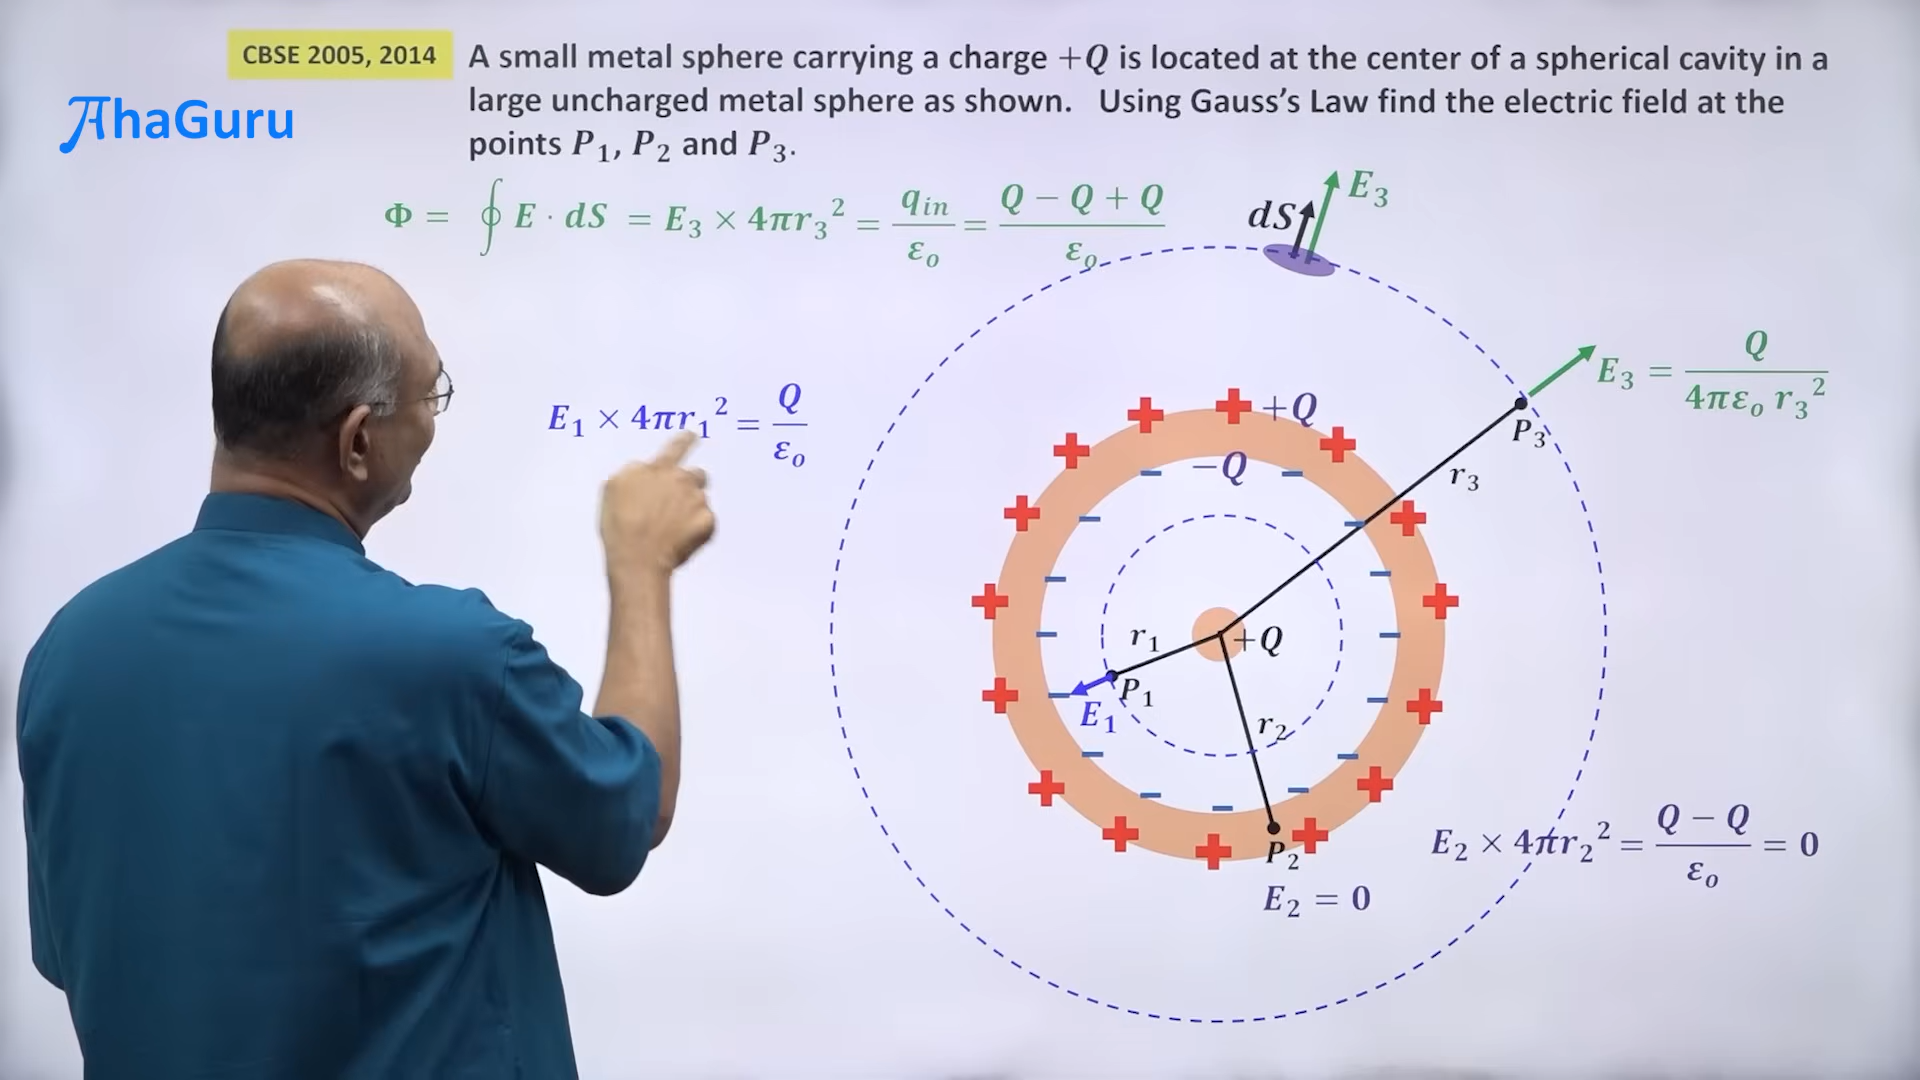 CBSE 2005, 2014
A small metal sphere carrying a charge +Q is located at the center of a spherical cavity in a
large uncharged metal sphere as shown. Using Gauss's Law find the electric field at the
points P₁, P₂ and P₃.
AhaGuru
Φ = ∮ E · dS = E₃ × 4πr₃² = qᵢₙ/εₒ = (Q − Q + Q)/εₒ
dS
E₃
E₃ = Q/(4πεₒ r₃²)
E₁ × 4πr₁² = Q/εₒ
+Q
−Q
P₃
r₃
r₁
+Q
P₁
E₁
r₂
P₂
E₂ × 4πr₂² = (Q − Q)/εₒ = 0
E₂ = 0